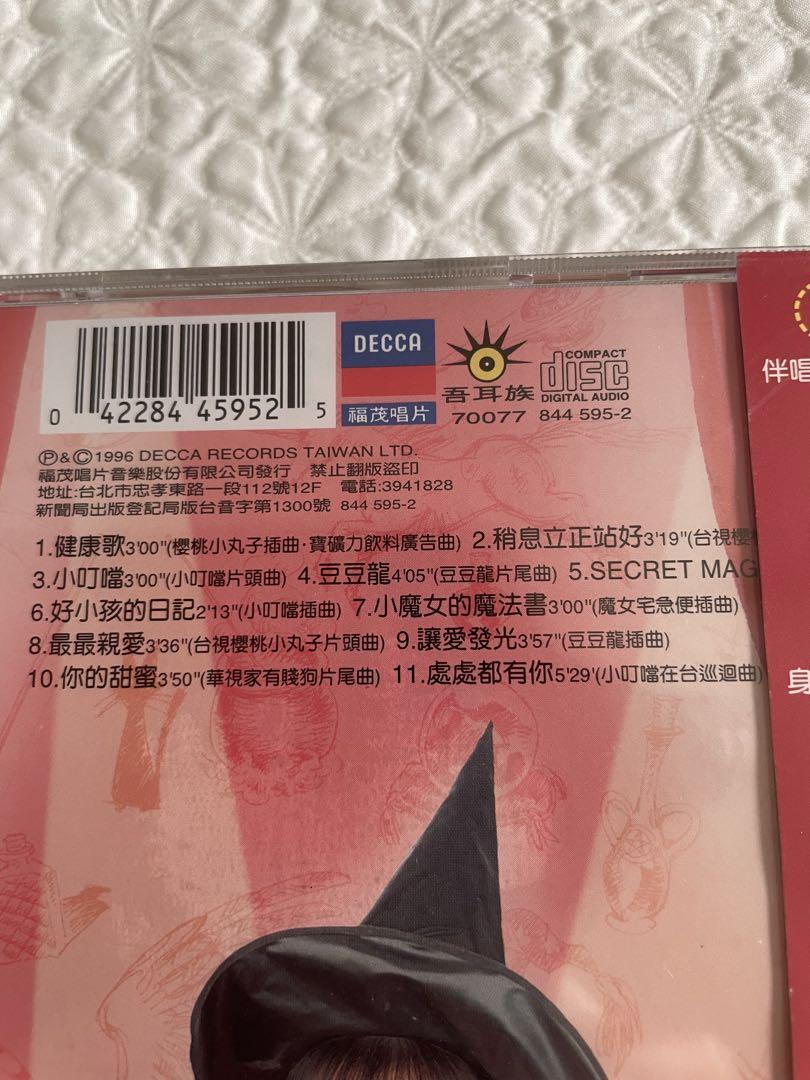 0 42284 45952 5
DECCA
福茂唱片
吾耳族
70077
COMPACT
disc
DIGITAL AUDIO
844 595-2
伴唱
Ⓟ&Ⓒ1996 DECCA RECORDS TAIWAN LTD.
福茂唱片音樂股份有限公司發行 禁止翻版盜印
地址:台北市忠孝東路一段112號12F 電話:3941828
新聞局出版登記局版台音字第1300號 844 595-2
1.健康歌3'00"(櫻桃小丸子插曲·寶礦力飲料廣告曲) 2.稍息立正站好3'19"(台視櫻
3.小叮噹3'00"(小叮噹片頭曲) 4.豆豆龍4'05"(豆豆龍片尾曲) 5.SECRET MAG
6.好小孩的日記2'13"(小叮噹插曲) 7.小魔女的魔法書3'00"(魔女宅急便插曲)
8.最最親愛3'36"(台視櫻桃小丸子片頭曲) 9.讓愛發光3'57"(豆豆龍插曲)
10.你的甜蜜3'50"(華視家有賤狗片尾曲) 11.處處都有你5'29'(小叮噹在台巡迴曲)
身